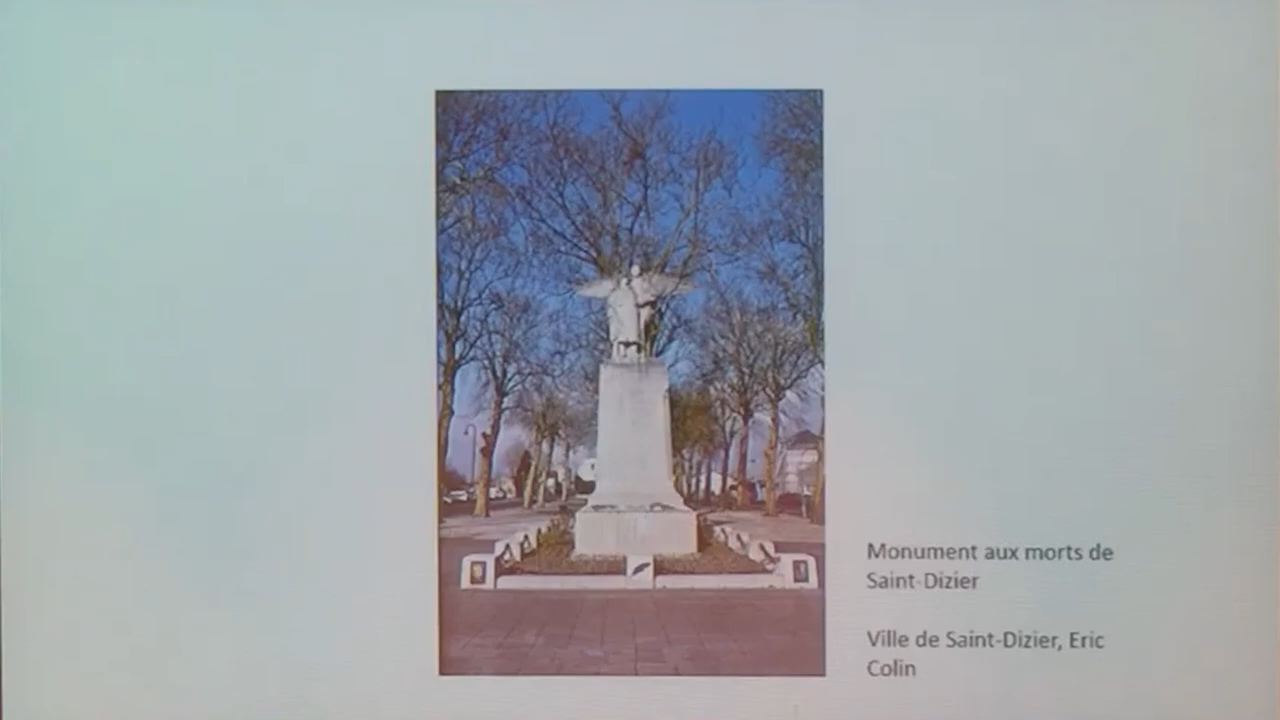 Monument aux morts de
Saint-Dizier
Ville de Saint-Dizier, Eric
Colin